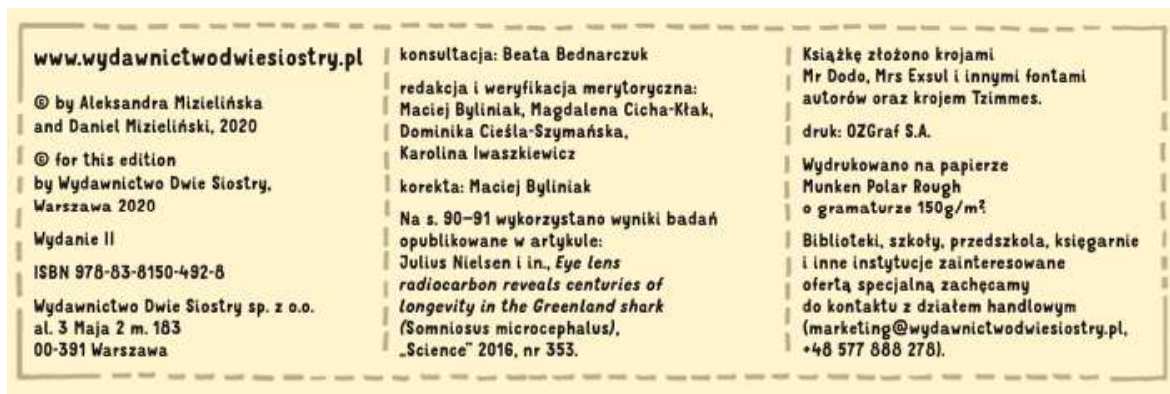 www.wydawnictwodwiesiostry.pl
© by Aleksandra Mizielińska
and Daniel Mizieliński, 2020
© for this edition
by Wydawnictwo Dwie Siostry,
Warszawa 2020
Wydanie II
ISBN 978-83-8150-492-8
Wydawnictwo Dwie Siostry sp. z o.o.
al. 3 Maja 2 m. 183
00-391 Warszawa
konsultacja: Beata Bednarczuk
redakcja i weryfikacja merytoryczna:
Maciej Byliniak, Magdalena Cicha-Kłak,
Dominika Cieśla-Szymańska,
Karolina Iwaszkiewicz
korekta: Maciej Byliniak
Na s. 90–91 wykorzystano wyniki badań
opublikowane w artykule:
Julius Nielsen i in., Eye lens
radiocarbon reveals centuries of
longevity in the Greenland shark
(Somniosus microcephalus),
„Science” 2016, nr 353.
Książkę złożono krojami
Mr Dodo, Mrs Exsul i innymi fontami
autorów oraz krojem Tzimmes.
druk: OZGraf S.A.
Wydrukowano na papierze
Munken Polar Rough
o gramaturze 150g/m².
Biblioteki, szkoły, przedszkola, księgarnie
i inne instytucje zainteresowane
ofertą specjalną zachęcamy
do kontaktu z działem handlowym
(marketing@wydawnictwodwiesiostry.pl,
+48 577 888 278).